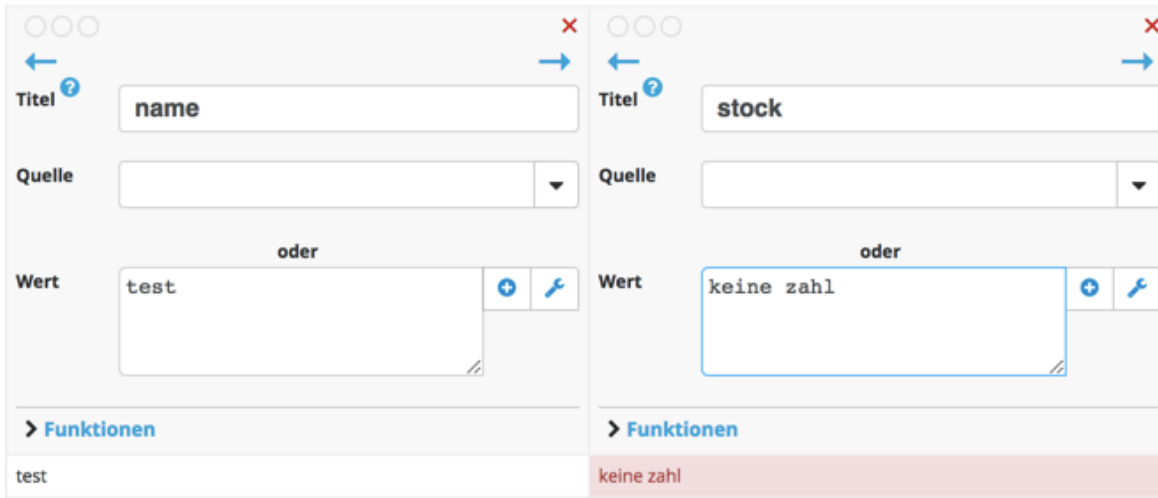 Titel ? name
Quelle
oder
Wert test
Funktionen
test
Titel ? stock
Quelle
oder
Wert keine zahl
Funktionen
keine zahl